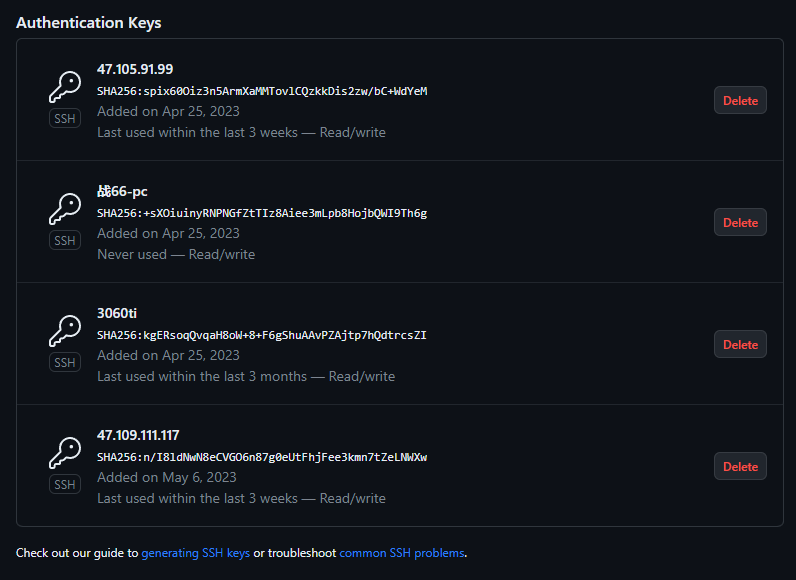 Authentication Keys
47.105.91.99
SHA256:spix60Oiz3n5ArmXaMMTovlCQzkkDis2zw/bC+WdYeM
Added on Apr 25, 2023
Last used within the last 3 weeks — Read/write
SSH
Delete
战66-pc
SHA256:+sXOiuinyRNPNGfZtTIz8Aiee3mLpb8HojbQWI9Th6g
Added on Apr 25, 2023
Never used — Read/write
SSH
Delete
3060ti
SHA256:kgERsoqQvqaH8oW+8+F6gShuAAvPZAjtp7hQdtrcsZI
Added on Apr 25, 2023
Last used within the last 3 months — Read/write
SSH
Delete
47.109.111.117
SHA256:n/I8ldNwN8eCVGO6n87g0eUtFhjFee3kmn7tZeLNWXw
Added on May 6, 2023
Last used within the last 3 weeks — Read/write
SSH
Delete
Check out our guide to generating SSH keys or troubleshoot common SSH problems.